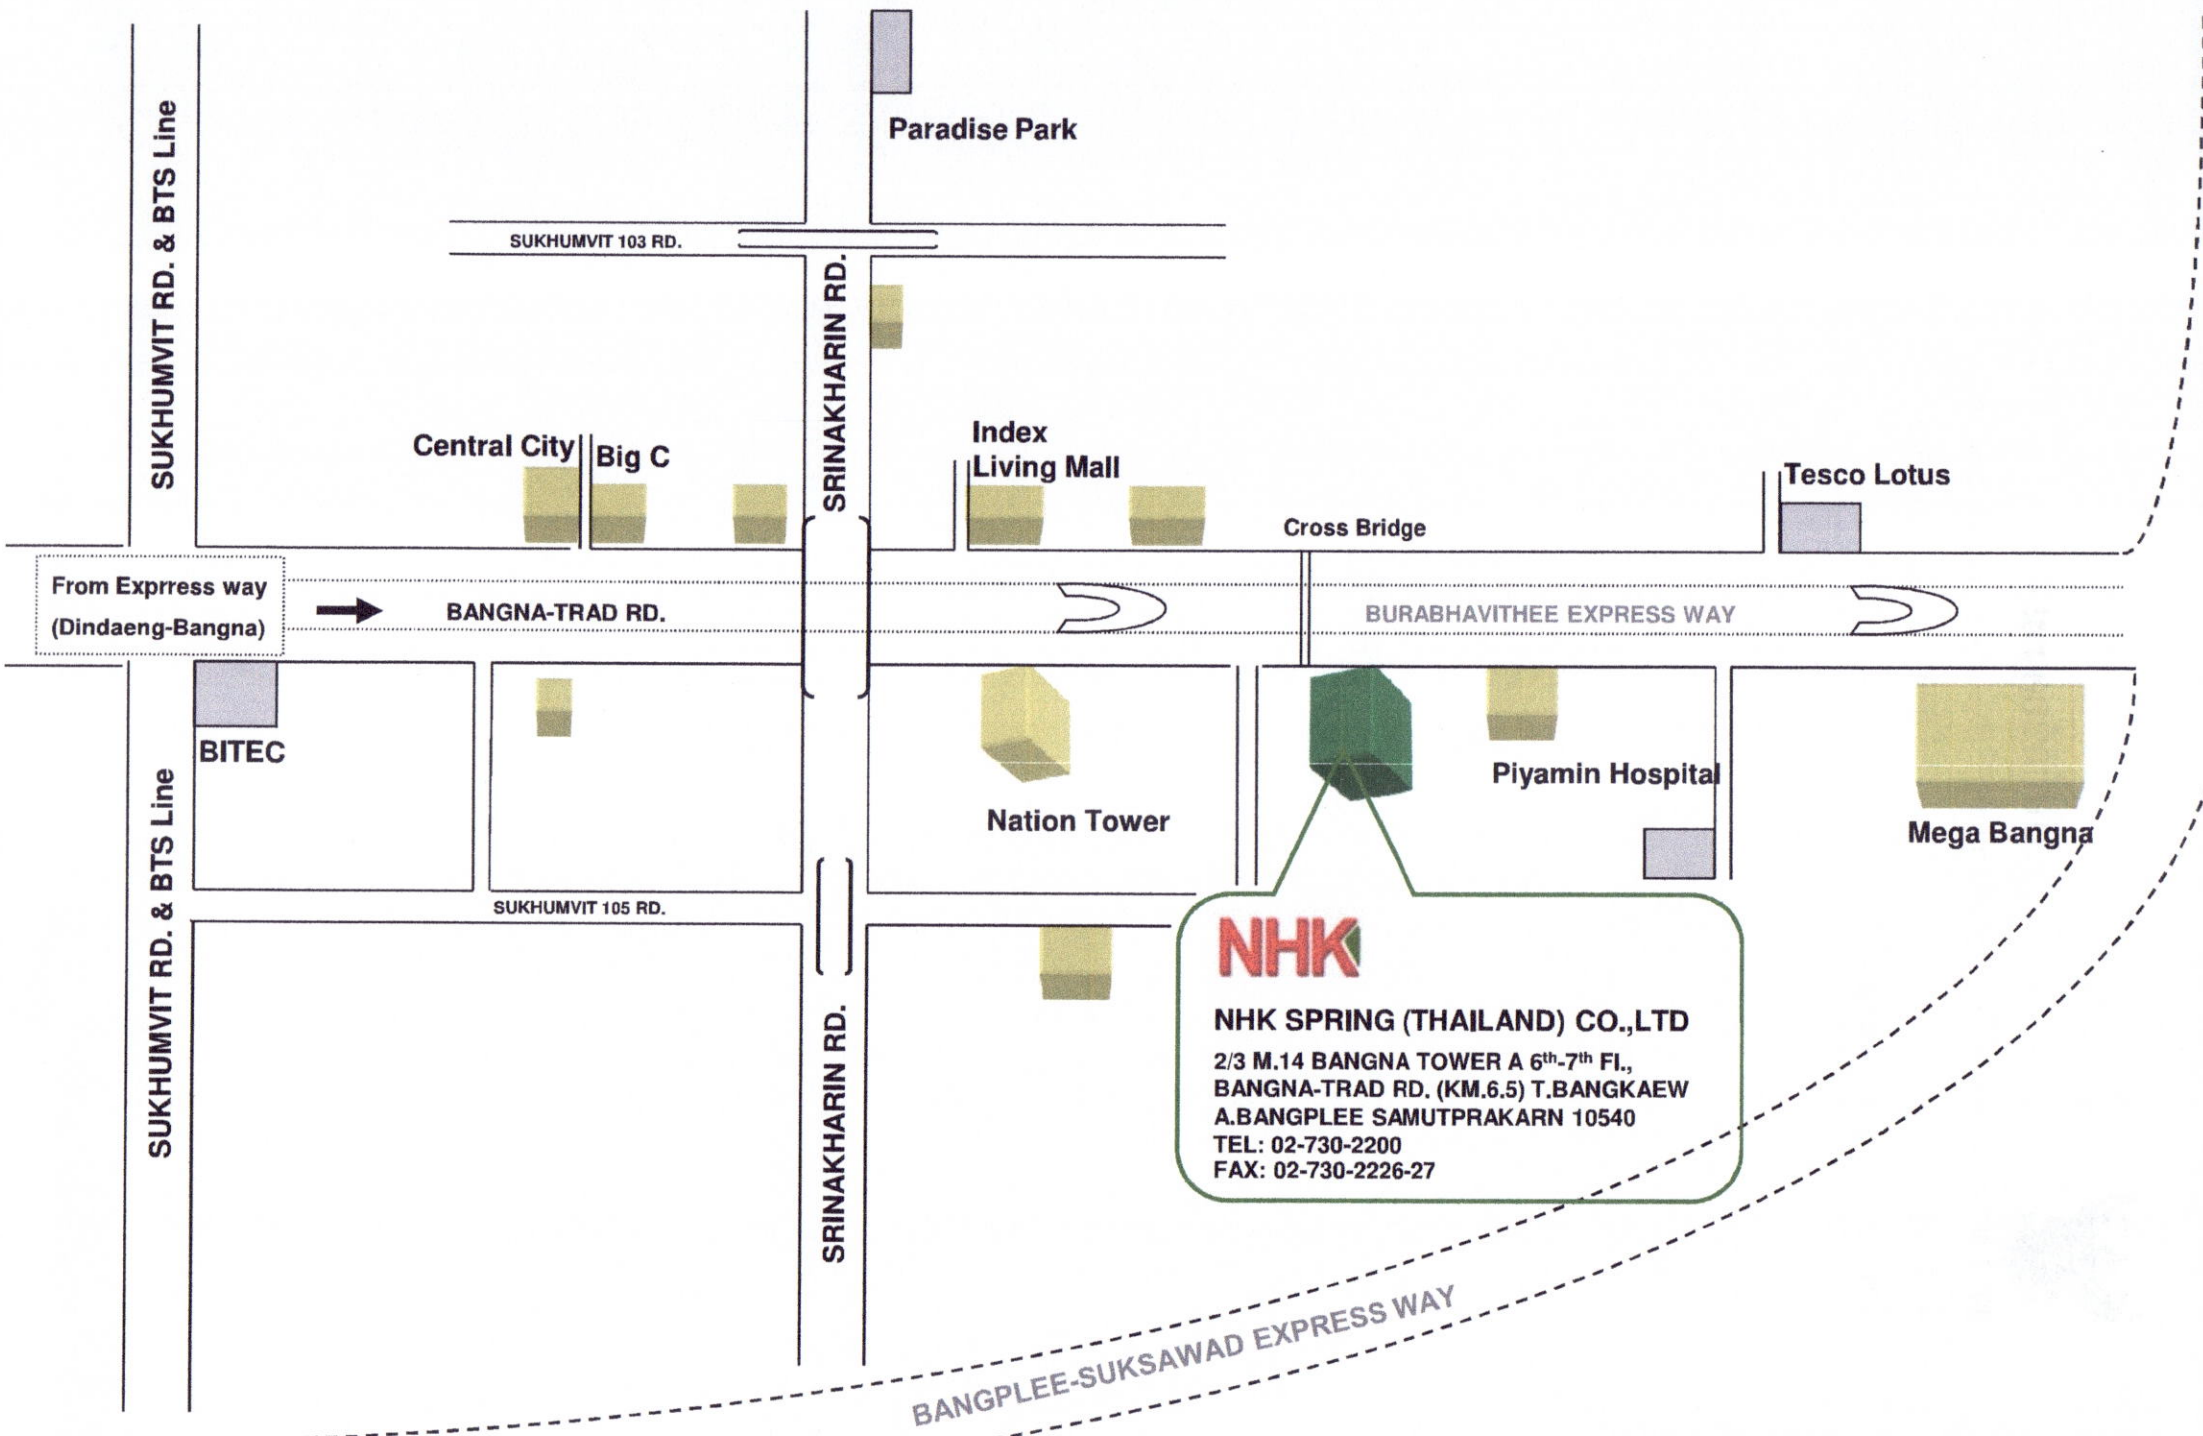 Paradise Park
SUKHUMVIT RD. & BTS Line
SUKHUMVIT 103 RD.
SRINAKHARIN RD.
Central City
Big C
Index
Living Mall
Tesco Lotus
Cross Bridge
From Exprress way
(Dindaeng-Bangna)
BANGNA-TRAD RD.
BURABHAVITHEE EXPRESS WAY
BITEC
Nation Tower
Piyamin Hospital
Mega Bangna
SUKHUMVIT RD. & BTS Line
SUKHUMVIT 105 RD.
SRINAKHARIN RD.
NHK
NHK SPRING (THAILAND) CO.,LTD
2/3 M.14 BANGNA TOWER A 6th-7th Fl.,
BANGNA-TRAD RD. (KM.6.5) T.BANGKAEW
A.BANGPLEE SAMUTPRAKARN 10540
TEL: 02-730-2200
FAX: 02-730-2226-27
BANGPLEE-SUKSAWAD EXPRESS WAY